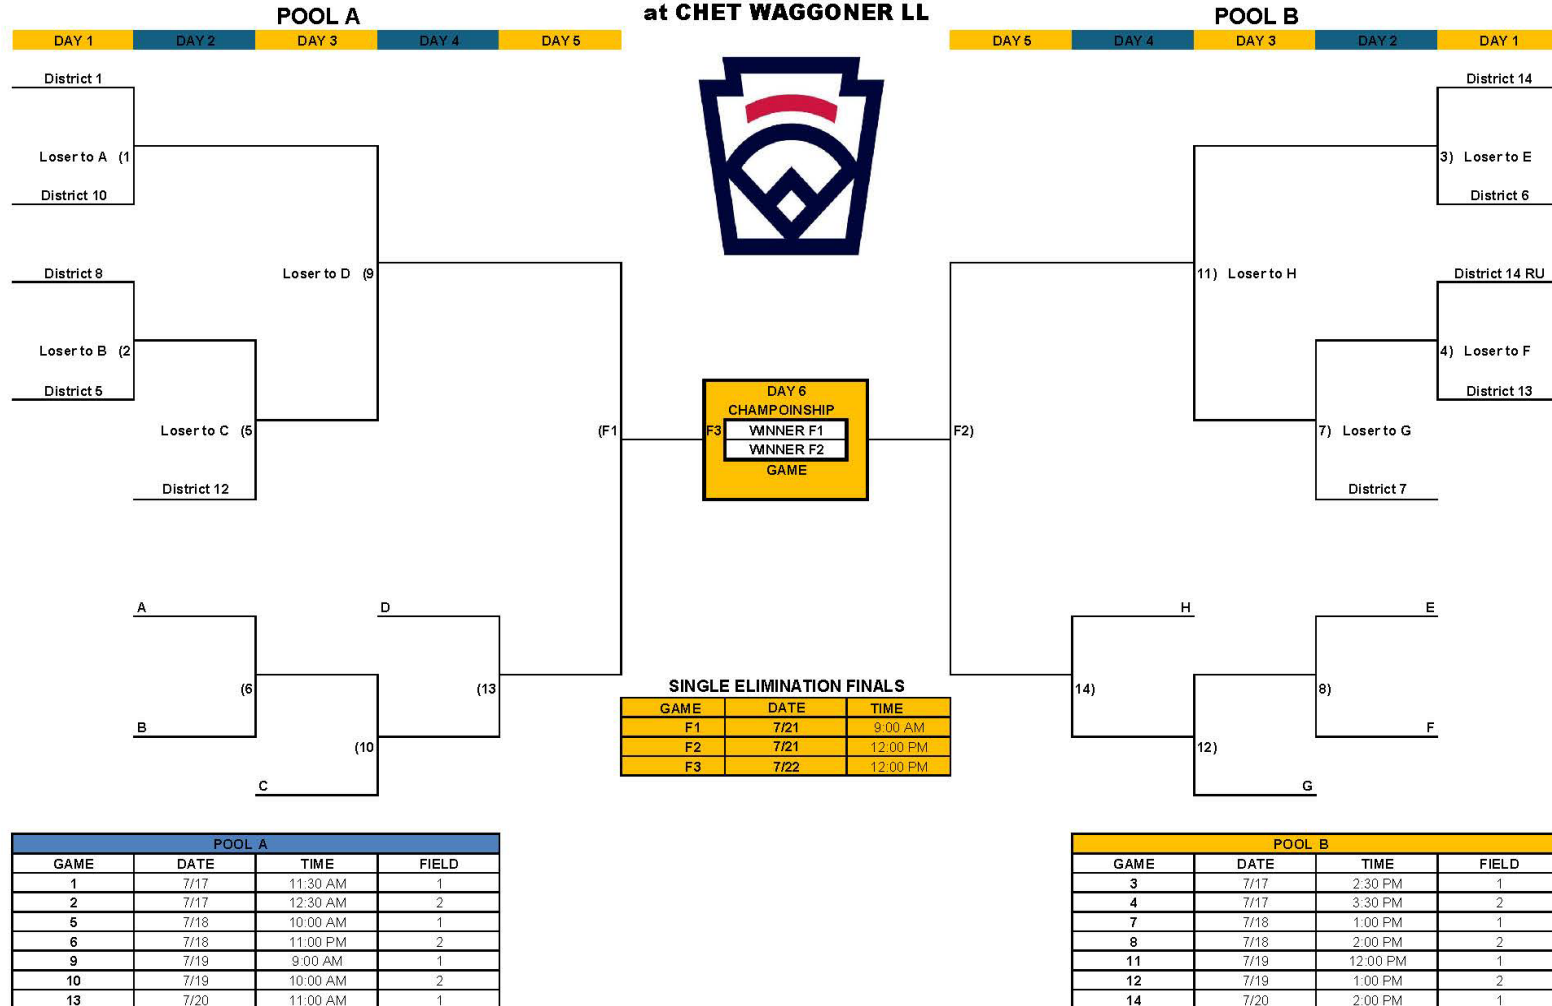 at CHET WAGGONER LL
POOL A
POOL B
DAY 1 DAY 2 DAY 3 DAY 4 DAY 5
DAY 5 DAY 4 DAY 3 DAY 2 DAY 1
District 1
District 14
Loser to A (1
3) Loser to E
District 10
District 6
District 8
Loser to D (9
11) Loser to H
District 14 RU
Loser to B (2
4) Loser to F
District 5
District 13
DAY 6
CHAMPOINSHIP
Loser to C (5
(F1
F3 WINNER F1
F2)
7) Loser to G
WINNER F2
GAME
District 12
District 7
A
D
H
E
(6
(13
14)
8)
B
F
(10
12)
C
G
SINGLE ELIMINATION FINALS
GAME DATE TIME
F1 7/21 9:00 AM
F2 7/21 12:00 PM
F3 7/22 12:00 PM
POOL A
GAME DATE TIME FIELD
1 7/17 11:30 AM 1
2 7/17 12:30 AM 2
5 7/18 10:00 AM 1
6 7/18 11:00 PM 2
9 7/19 9:00 AM 1
10 7/19 10:00 AM 2
13 7/20 11:00 AM 1
POOL B
GAME DATE TIME FIELD
3 7/17 2:30 PM 1
4 7/17 3:30 PM 2
7 7/18 1:00 PM 1
8 7/18 2:00 PM 2
11 7/19 12:00 PM 1
12 7/19 1:00 PM 2
14 7/20 2:00 PM 1